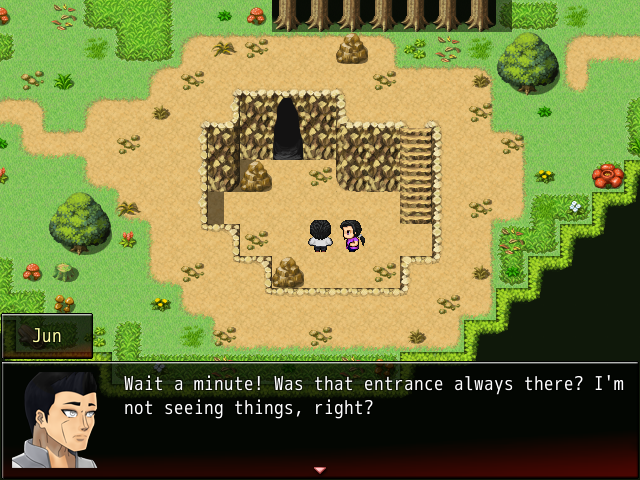 Jun
Wait a minute! Was that entrance always there? I'm
not seeing things, right?